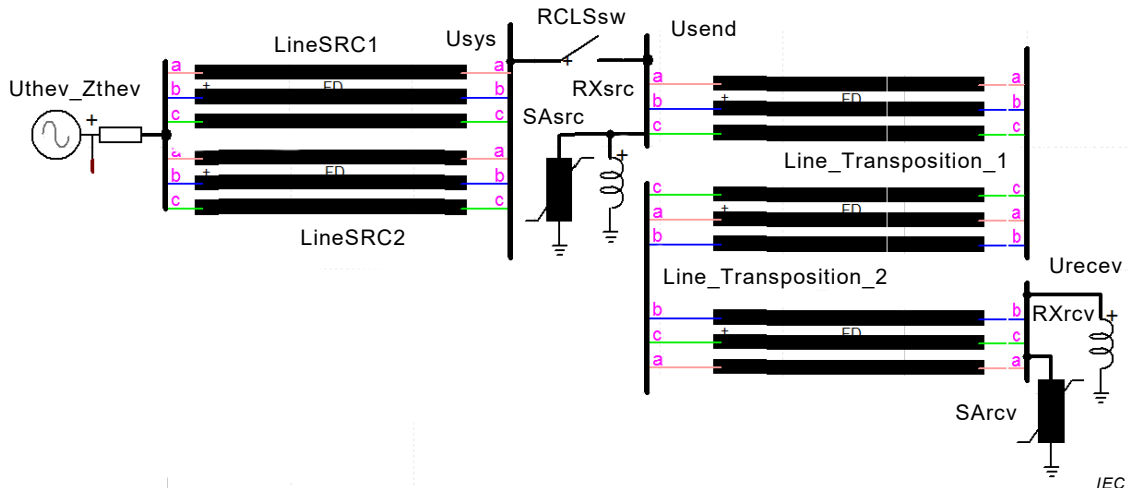 RCLSsw
LineSRC1
Usys
Usend
Uthev_Zthev
+
a
b
c
+
FD
a
b
c
+
RXsrc
SAsrc
+
a
b
c
+
FD
a
b
c
a
b
c
+
FD
a
b
c
LineSRC2
Line_Transposition_1
c
a
b
+
FD
c
a
b
Line_Transposition_2
Urecev
b
c
a
+
FD
b
c
a
RXrcv
+
SArcv
IEC